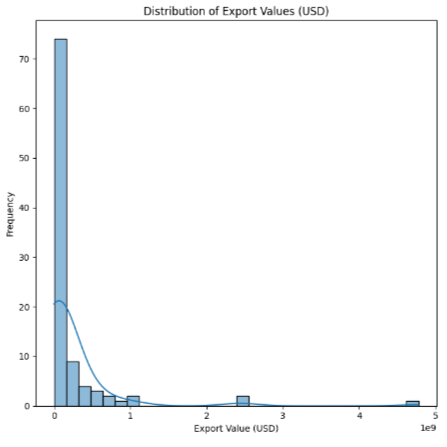 Distribution of Export Values (USD)
70
60
50
40
30
20
10
0
Frequency
0 1 2 3 4 5
1e9
Export Value (USD)